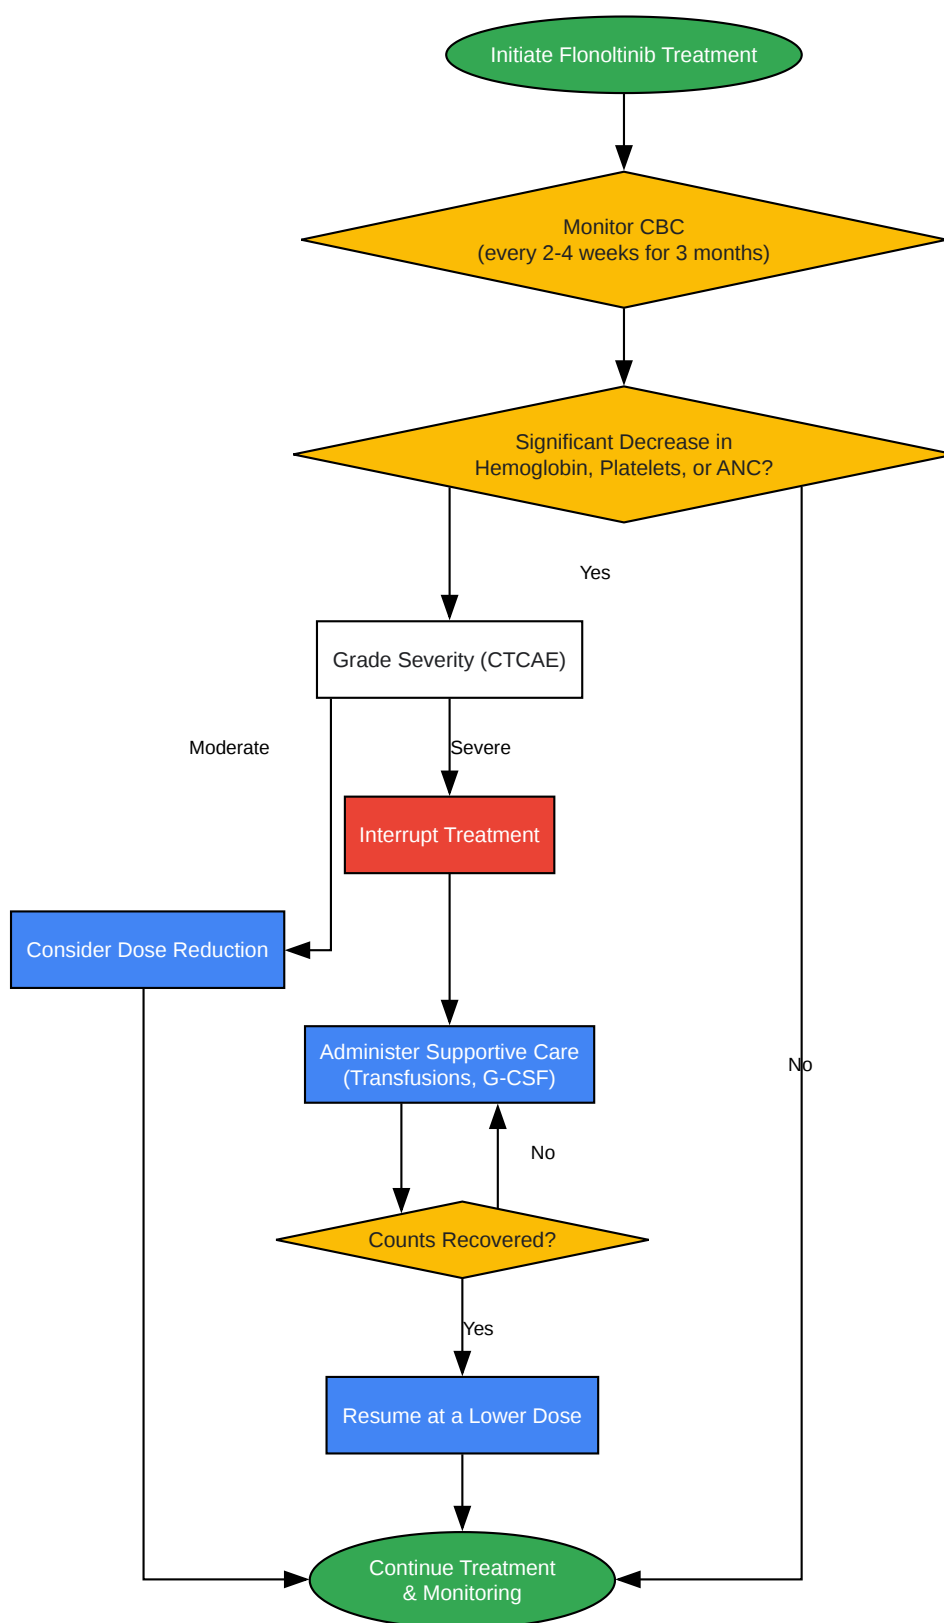 Initiate Flonoltinib Treatment
Monitor CBC
(every 2-4 weeks for 3 months)
Significant Decrease in
Hemoglobin, Platelets, or ANC?
Yes
Grade Severity (CTCAE)
Moderate
Severe
Interrupt Treatment
Consider Dose Reduction
Administer Supportive Care
(Transfusions, G-CSF)
No
No
Counts Recovered?
Yes
Resume at a Lower Dose
Continue Treatment
& Monitoring